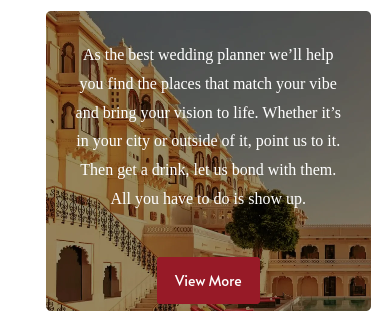 As the best wedding planner we’ll help
you find the places that match your vibe
and bring your vision to life. Whether it’s
in your city or outside of it, point us to it.
Then get a drink, let us bond with them.
All you have to do is show up.
View More